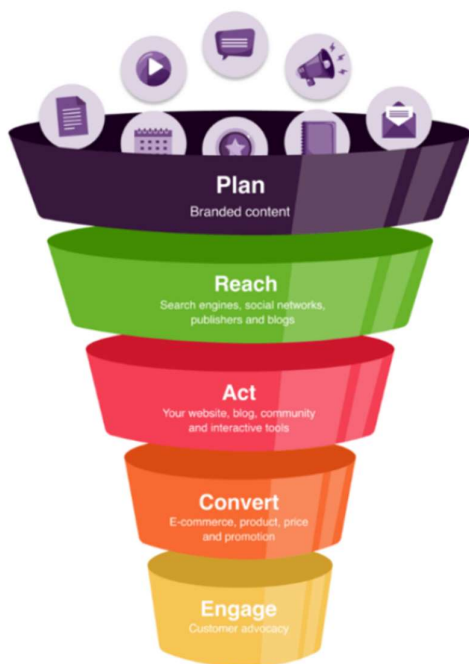 Plan
Branded content
Reach
Search engines, social networks,
publishers and blogs
Act
Your website, blog, community
and interactive tools
Convert
E-commerce, product, price
and promotion
Engage
Customer advocacy